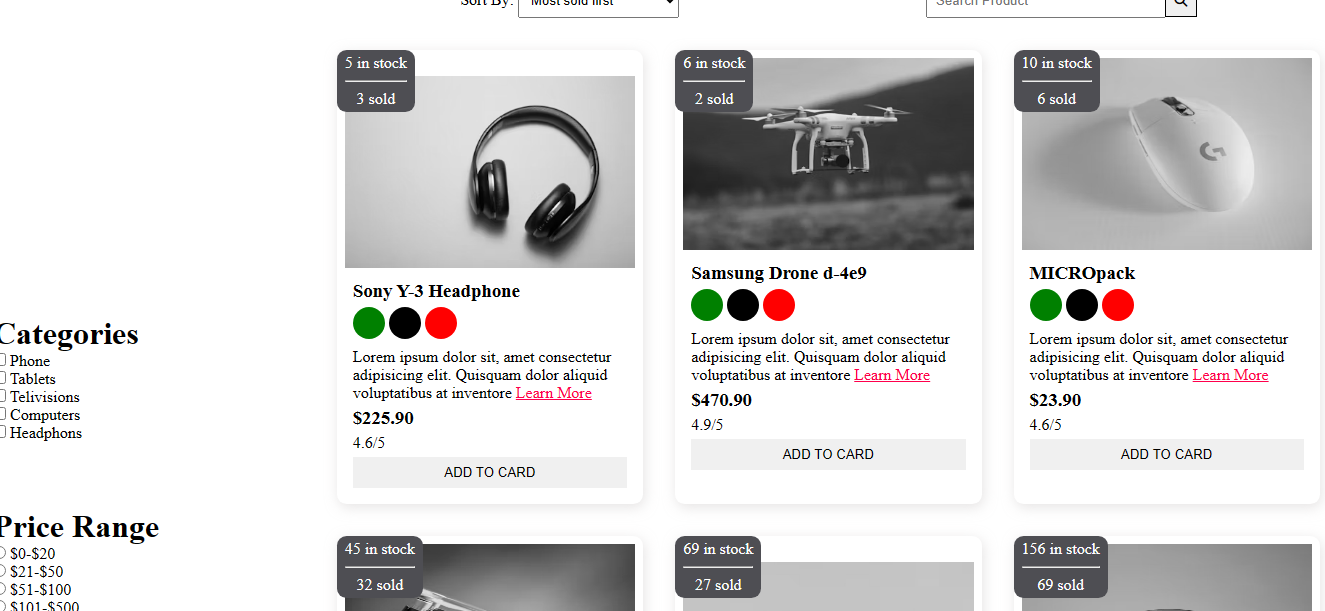 Sort By:
Most sold first
Search Product
5 in stock
3 sold
Sony Y-3 Headphone
Lorem ipsum dolor sit, amet consectetur
adipisicing elit. Quisquam dolor aliquid
voluptatibus at inventore Learn More
$225.90
4.6/5
ADD TO CARD
6 in stock
2 sold
Samsung Drone d-4e9
Lorem ipsum dolor sit, amet consectetur
adipisicing elit. Quisquam dolor aliquid
voluptatibus at inventore Learn More
$470.90
4.9/5
ADD TO CARD
10 in stock
6 sold
MICROpack
Lorem ipsum dolor sit, amet consectetur
adipisicing elit. Quisquam dolor aliquid
voluptatibus at inventore Learn More
$23.90
4.6/5
ADD TO CARD
Categories
Phone
Tablets
Telivisions
Computers
Headphons
Price Range
$0-$20
$21-$50
$51-$100
$101-$500
45 in stock
32 sold
69 in stock
27 sold
156 in stock
69 sold